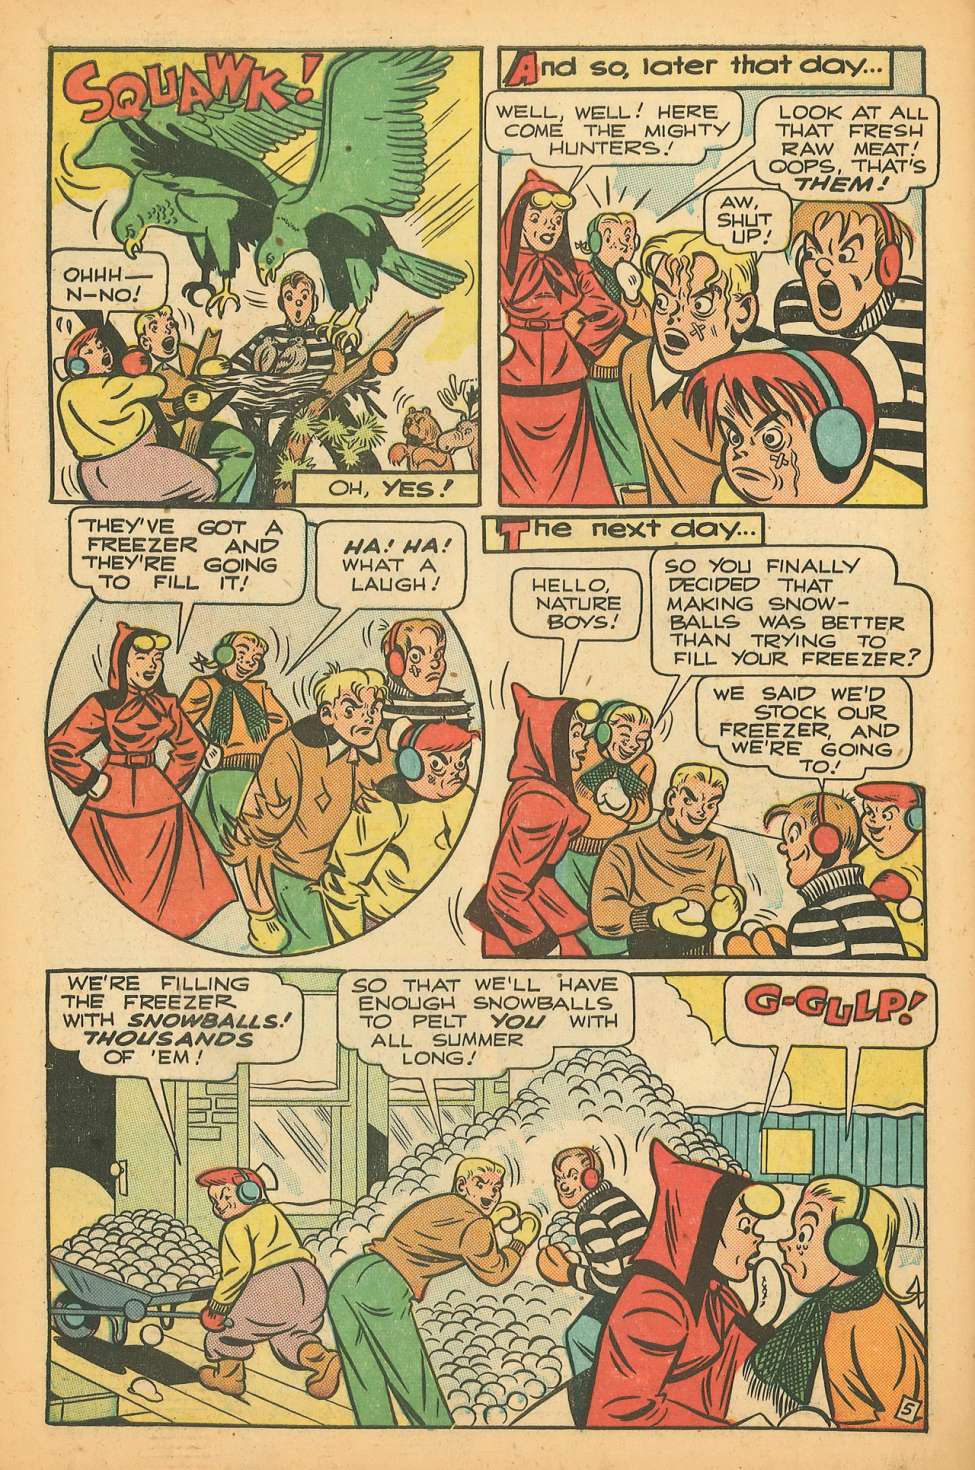 SQUAWK!
OHHH—
N-NO!
OH, YES!
And so, later that day...
WELL, WELL! HERE
COME THE MIGHTY
HUNTERS!
LOOK AT ALL
THAT FRESH
RAW MEAT!
OOPS, THAT'S
THEM!
AW,
SHUT
UP!
THEY'VE GOT A
FREEZER AND
THEY'RE GOING
TO FILL IT!
HA! HA!
WHAT A
LAUGH!
The next day...
HELLO,
NATURE
BOYS!
SO YOU FINALLY
DECIDED THAT
MAKING SNOW-
BALLS WAS BETTER
THAN TRYING TO
FILL YOUR FREEZER?
WE SAID WE'D
STOCK OUR
FREEZER, AND
WE'RE GOING
TO!
WE'RE FILLING
THE FREEZER
WITH SNOWBALLS!
THOUSANDS
OF 'EM!
SO THAT WE'LL HAVE
ENOUGH SNOWBALLS
TO PELT YOU WITH
ALL SUMMER
LONG!
G-GULP!
5